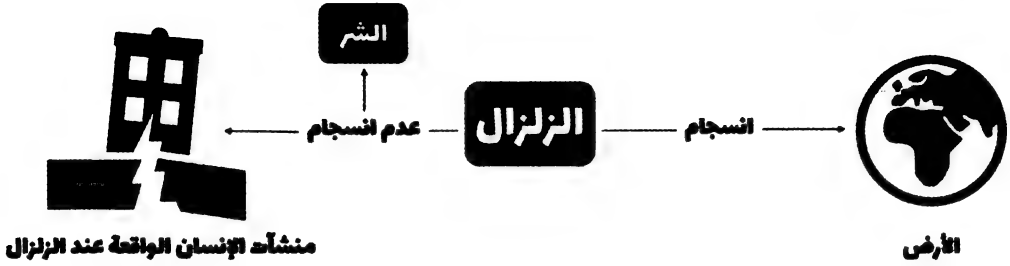 الشر
الزلزال
انسجام
عدم انسجام
الأرض
منشآت الإنسان الواقعة عند الزلزال